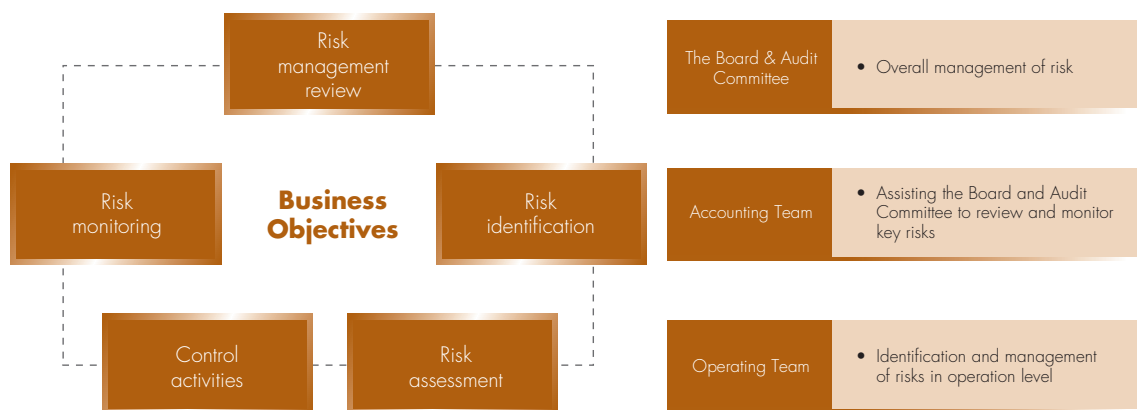 Risk
management
review
Risk
monitoring
Business
Objectives
Risk
identification
Control
activities
Risk
assessment
The Board & Audit
Committee
• Overall management of risk
Accounting Team
• Assisting the Board and Audit
Committee to review and monitor
key risks
Operating Team
• Identification and management
of risks in operation level